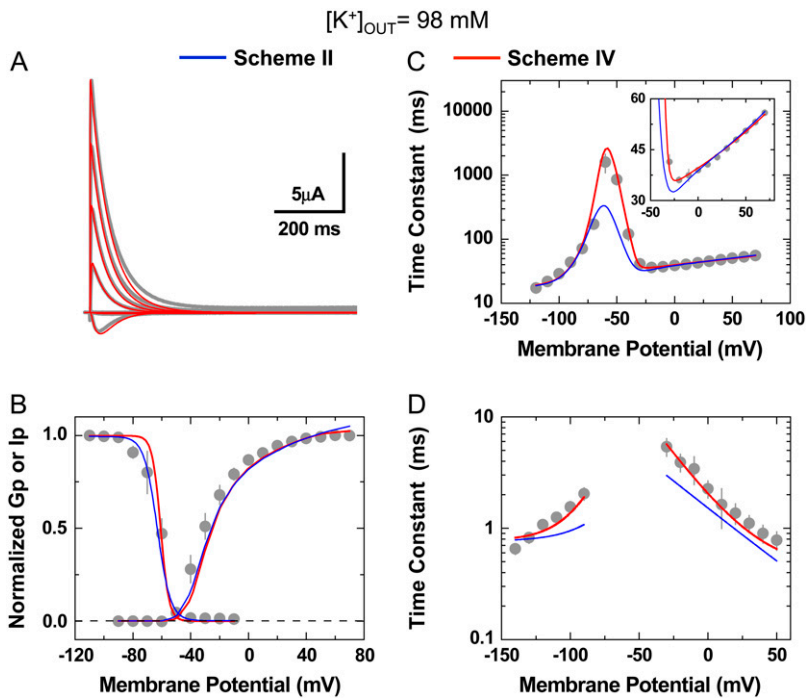 [K⁺]OUT= 98 mM
A
Scheme II
C
Scheme IV
5µA
200 ms
Time Constant (ms)
10000
1000
100
10
-150 -100 -50 0 50 100
Membrane Potential (mV)
60
45
30
-50 0 50
B
Normalized Gp or Ip
1.0
0.5
0.0
-120 -80 -40 0 40 80
Membrane Potential (mV)
D
Time Constant (ms)
10
1
0.1
-150 -100 -50 0 50
Membrane Potential (mV)